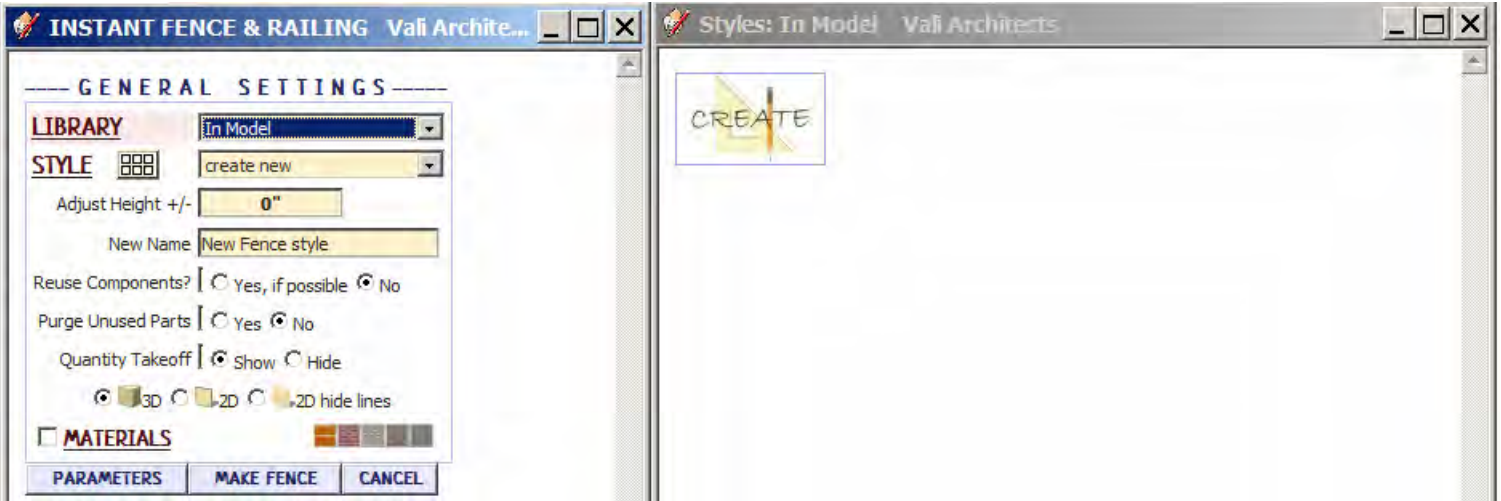 INSTANT FENCE & RAILING Vali Archite...
---- GENERAL SETTINGS-----
LIBRARY In Model
STYLE create new
Adjust Height +/- 0"
New Name New Fence style
Reuse Components? Yes, if possible No
Purge Unused Parts Yes No
Quantity Takeoff Show Hide
3D 2D 2D hide lines
MATERIALS
PARAMETERS MAKE FENCE CANCEL
Styles: In Model Vali Architects
CREATE